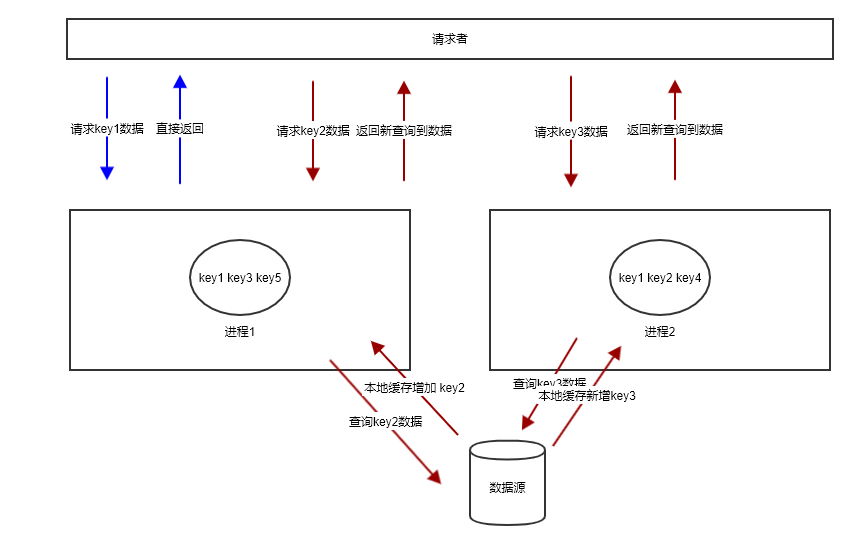 请求者
请求key1数据
直接返回
请求key2数据
返回新查询到数据
请求key3数据
返回新查询到数据
key1 key3 key5
key1 key2 key4
进程1
进程2
查询key3数据
本地缓存增加 key2
本地缓存新增key3
查询key2数据
数据源